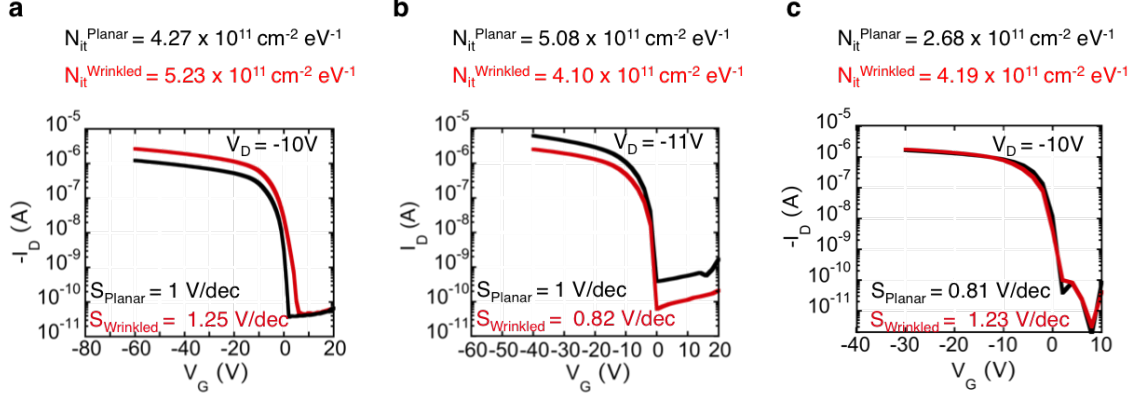 a
N_it^Planar = 4.27 x 10^11 cm^-2 eV^-1
N_it^Wrinkled = 5.23 x 10^11 cm^-2 eV^-1
10^-5
10^-6
10^-7
10^-8
10^-9
10^-10
10^-11
-I_D (A)
V_D = -10V
S_Planar = 1 V/dec
S_Wrinkled = 1.25 V/dec
-80 -60 -40 -20 0 20
V_G (V)
b
N_it^Planar = 5.08 x 10^11 cm^-2 eV^-1
N_it^Wrinkled = 4.10 x 10^11 cm^-2 eV^-1
10^-5
10^-6
10^-7
10^-8
10^-9
10^-10
10^-11
I_D (A)
V_D = -11V
S_Planar = 1 V/dec
S_Wrinkled = 0.82 V/dec
-60 -50 -40 -30 -20 -10 0 10 20
V_G (V)
c
N_it^Planar = 2.68 x 10^11 cm^-2 eV^-1
N_it^Wrinkled = 4.19 x 10^11 cm^-2 eV^-1
10^-5
10^-6
10^-7
10^-8
10^-9
10^-10
10^-11
-I_D (A)
V_D = -10V
S_Planar = 0.81 V/dec
S_Wrinkled = 1.23 V/dec
-40 -30 -20 -10 0 10
V_G (V)